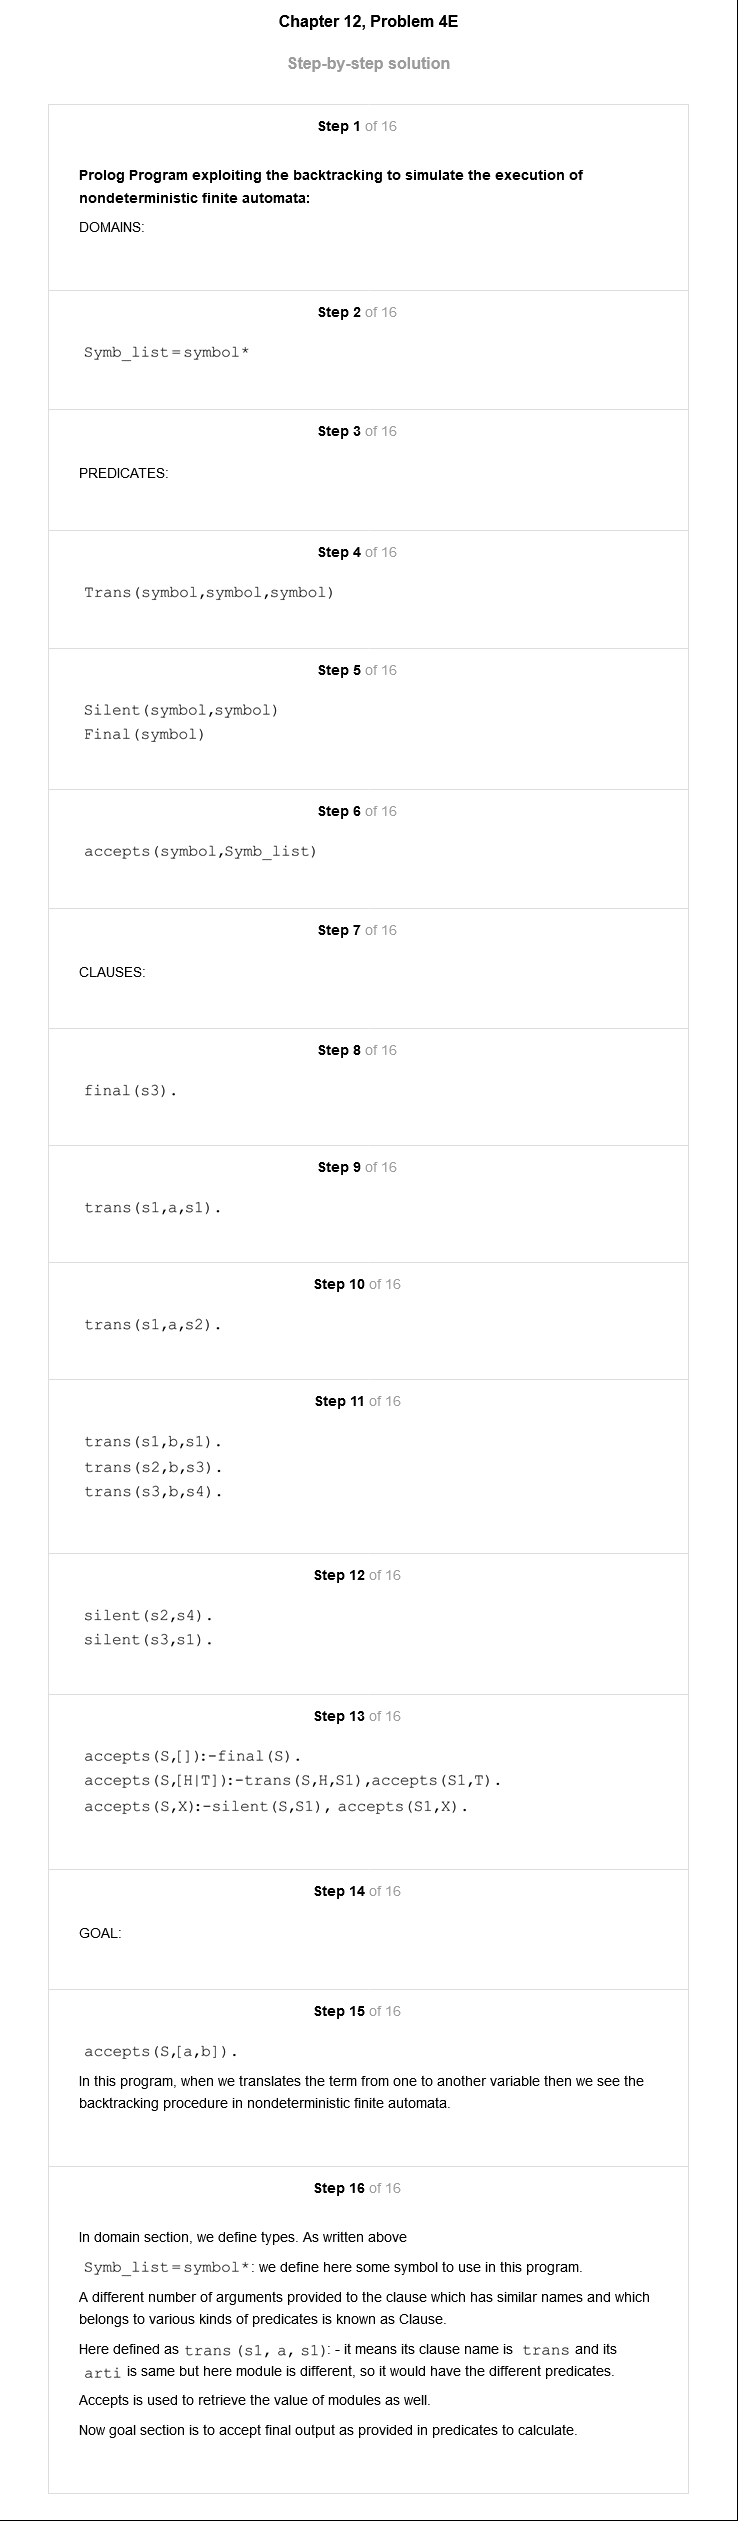 Chapter 12, Problem 4E
Step-by-step solution
Step 1 of 16
Prolog Program exploiting the backtracking to simulate the execution of
nondeterministic finite automata:
DOMAINS:
Step 2 of 16
Symb_list=symbol*
Step 3 of 16
PREDICATES:
Step 4 of 16
Trans(symbol,symbol,symbol)
Step 5 of 16
Silent(symbol,symbol)
Final(symbol)
Step 6 of 16
accepts(symbol,Symb_list)
Step 7 of 16
CLAUSES:
Step 8 of 16
final(s3).
Step 9 of 16
trans(s1,a,s1).
Step 10 of 16
trans(s1,a,s2).
Step 11 of 16
trans(s1,b,s1).
trans(s2,b,s3).
trans(s3,b,s4).
Step 12 of 16
silent(s2,s4).
silent(s3,s1).
Step 13 of 16
accepts(S,[]):-final(S).
accepts(S,[H|T]):-trans(S,H,S1),accepts(S1,T).
accepts(S,X):-silent(S,S1), accepts(S1,X).
Step 14 of 16
GOAL:
Step 15 of 16
accepts(S,[a,b]).
In this program, when we translates the term from one to another variable then we see the
backtracking procedure in nondeterministic finite automata.
Step 16 of 16
In domain section, we define types. As written above
Symb_list=symbol*: we define here some symbol to use in this program.
A different number of arguments provided to the clause which has similar names and which
belongs to various kinds of predicates is known as Clause.
Here defined as trans (s1, a, s1): - it means its clause name is trans and its
arti is same but here module is different, so it would have the different predicates.
Accepts is used to retrieve the value of modules as well.
Now goal section is to accept final output as provided in predicates to calculate.